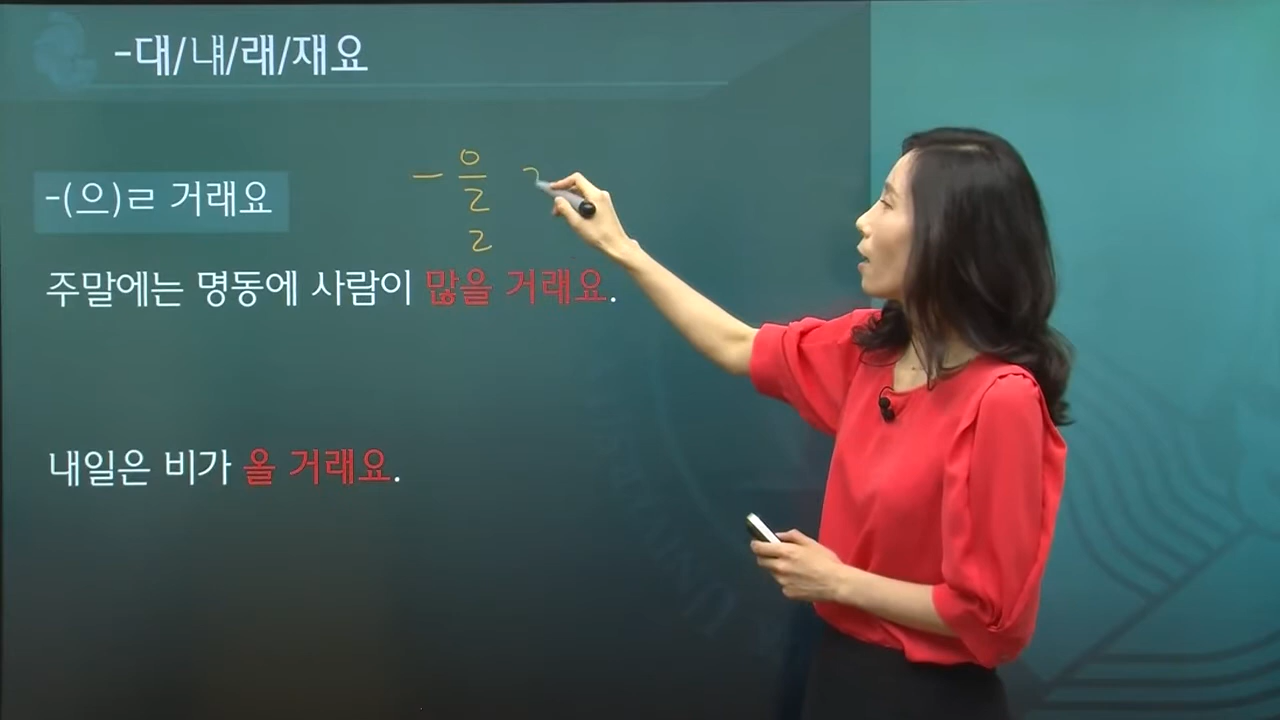 -대/냬/래/재요
-(으)ㄹ 거래요
- 을
ㄹ
주말에는 명동에 사람이 많을 거래요.
내일은 비가 올 거래요.